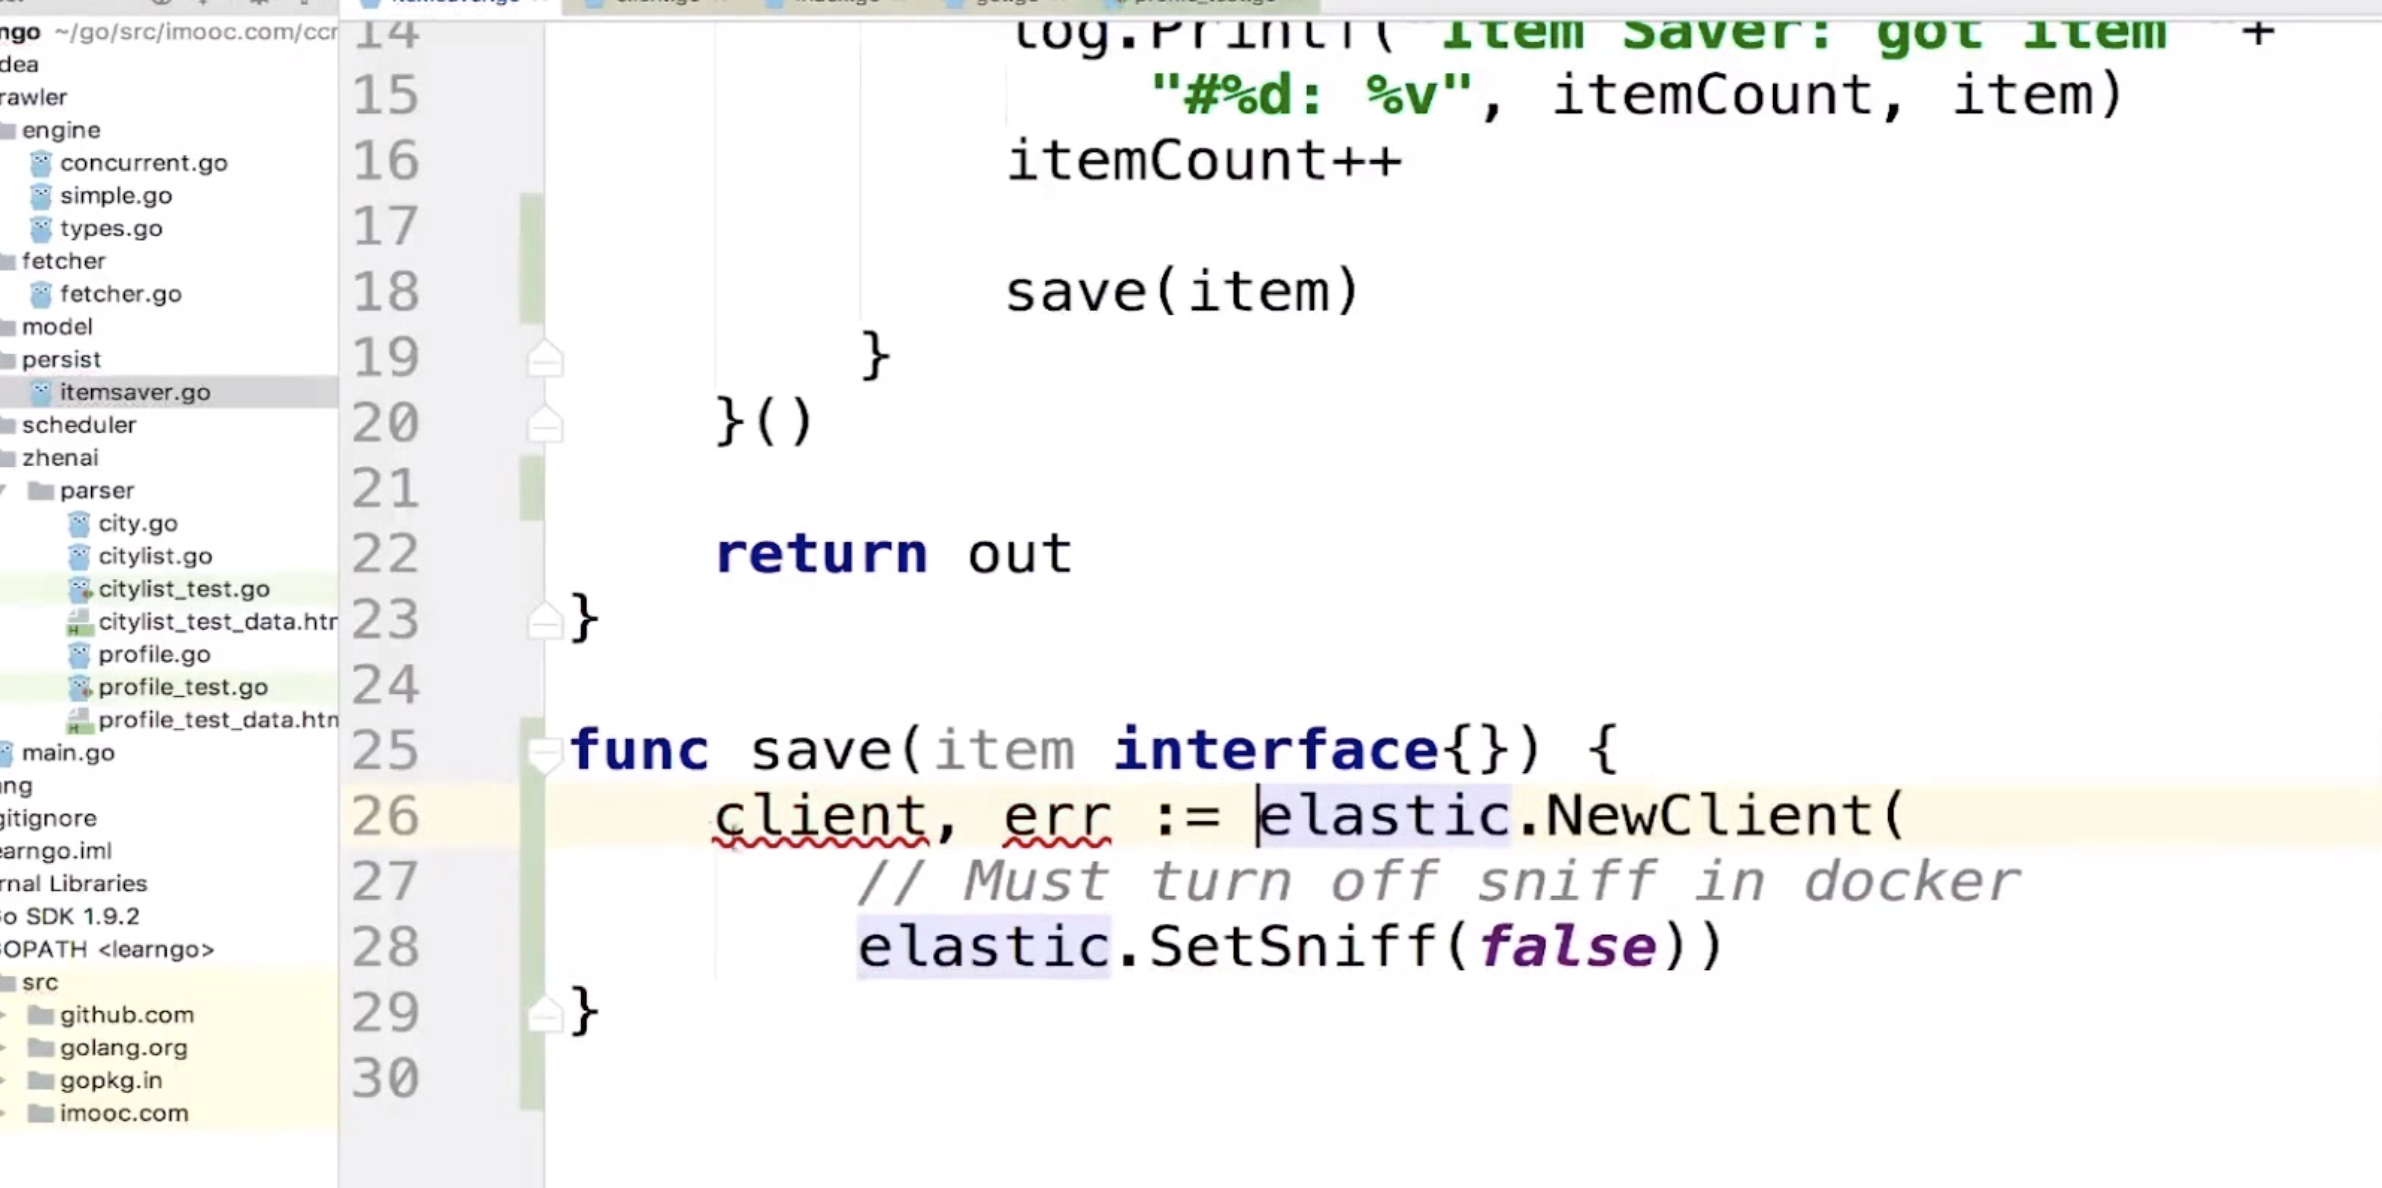 ngo ~/go/src/imooc.com/ccr
dea
rawler
engine
concurrent.go
simple.go
types.go
fetcher
fetcher.go
model
persist
itemsaver.go
scheduler
zhenai
parser
city.go
citylist.go
citylist_test.go
citylist_test_data.htr
profile.go
profile_test.go
profile_test_data.htn
main.go
ng
gitignore
earngo.iml
rnal Libraries
o SDK 1.9.2
OPATH <learngo>
src
github.com
golang.org
gopkg.in
imooc.com
14 log.Printf("Item Saver: got item "+
15 "#%d: %v", itemCount, item)
16 itemCount++
17
18 save(item)
19 }
20 }()
21
22 return out
23 }
24
25 func save(item interface{}) {
26 client, err := elastic.NewClient(
27 // Must turn off sniff in docker
28 elastic.SetSniff(false))
29 }
30